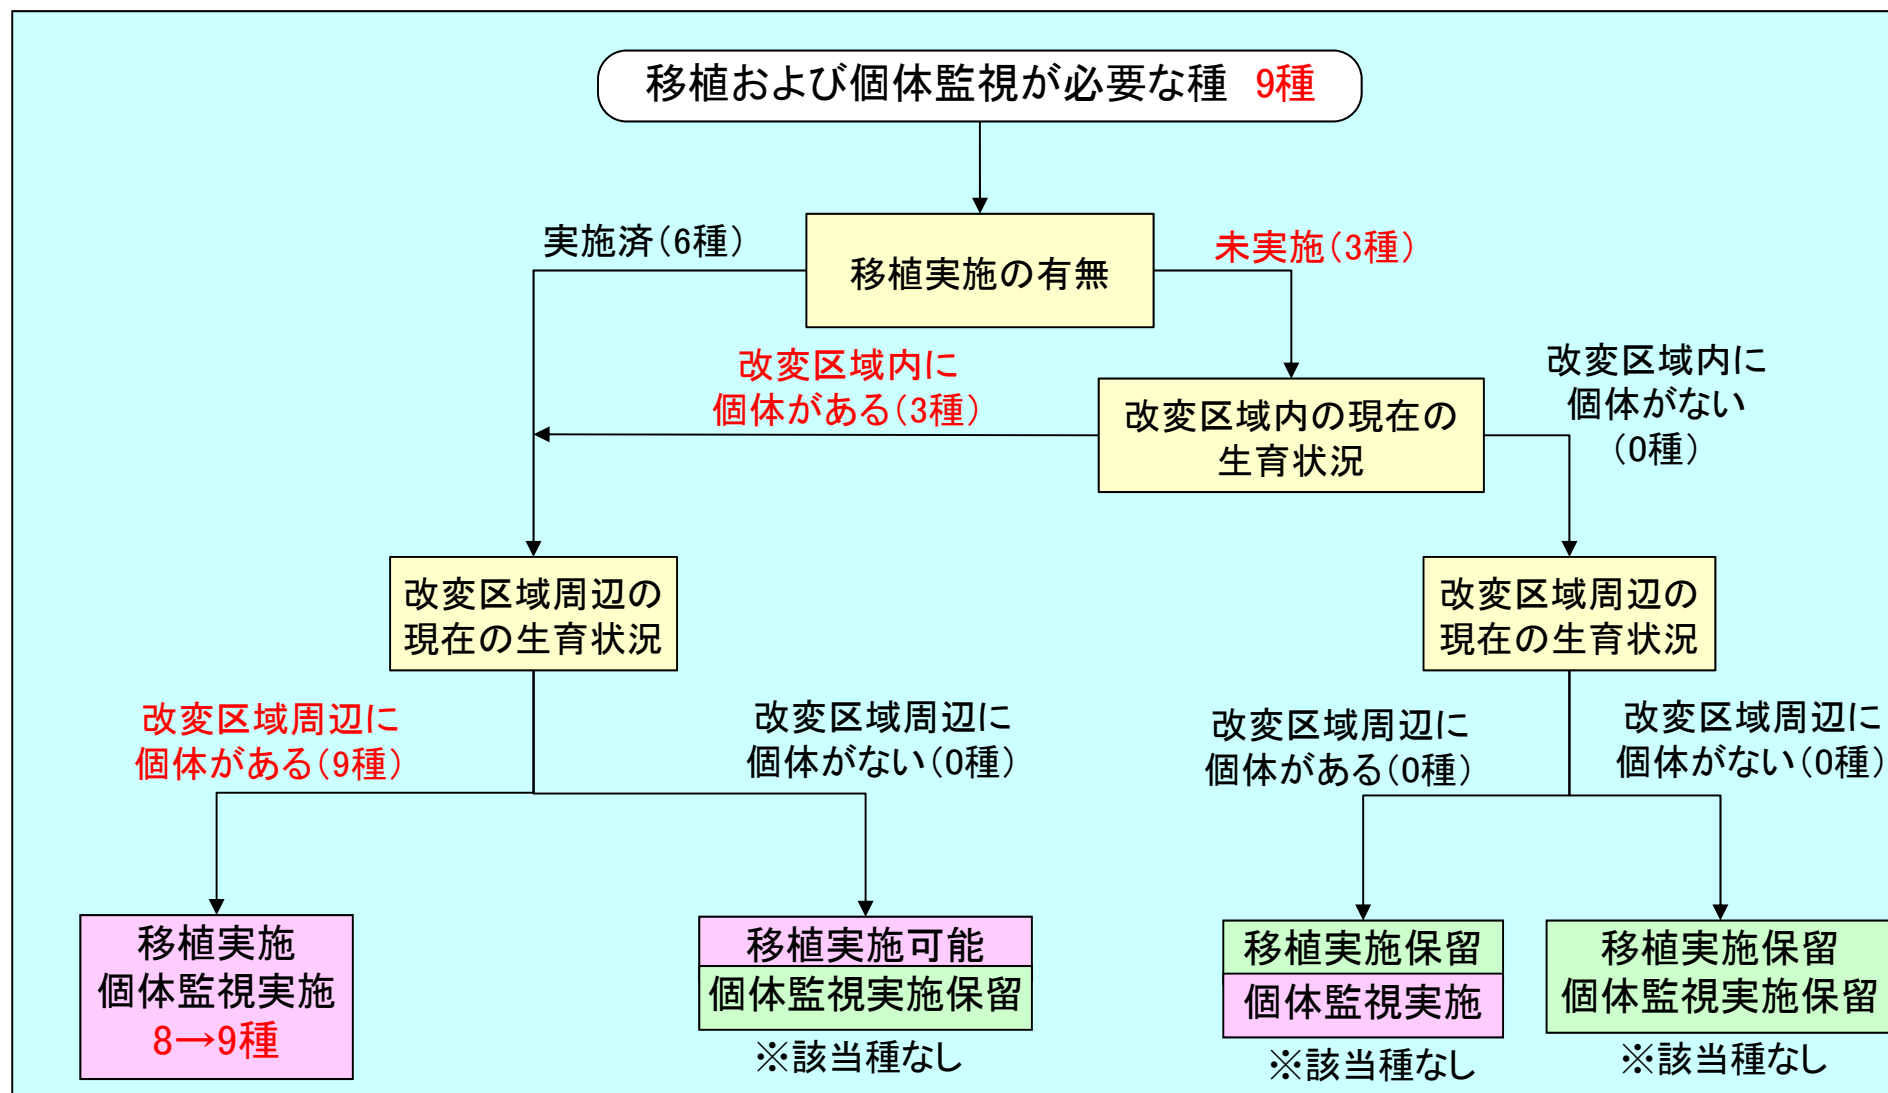 移植および個体監視が必要な種 9種
実施済(6種)
移植実施の有無
未実施(3種)
改変区域内に
個体がある(3種)
改変区域内の現在の
生育状況
改変区域内に
個体がない
(0種)
改変区域周辺の
現在の生育状況
改変区域周辺の
現在の生育状況
改変区域周辺に
個体がある(9種)
改変区域周辺に
個体がない(0種)
改変区域周辺に
個体がある(0種)
改変区域周辺に
個体がない(0種)
移植実施
個体監視実施
8→9種
移植実施可能
個体監視実施保留
※該当種なし
移植実施保留
個体監視実施
※該当種なし
移植実施保留
個体監視実施保留
※該当種なし